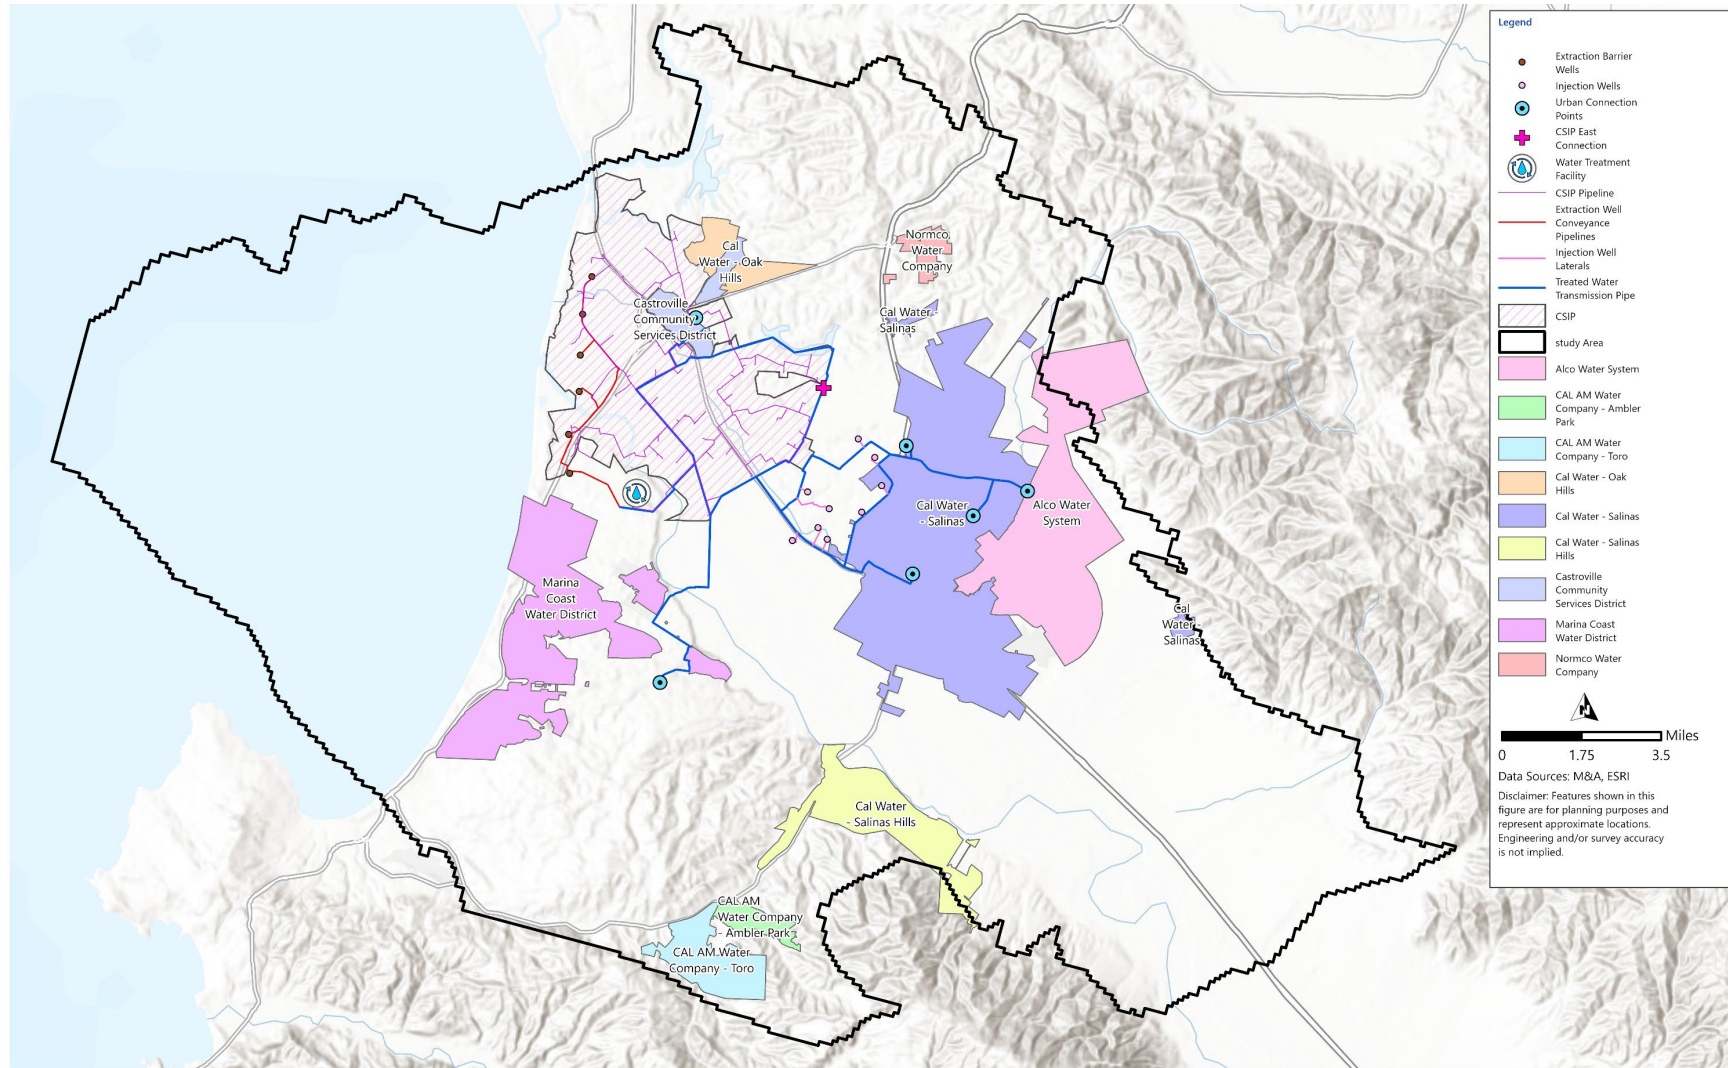 Cal
Water - Oak
Hills
Normco
Water
Company
Castroville
Community
Services District
Cal Water -
Salinas
Cal Water
- Salinas
Alco Water
System
Marina
Coast
Water District
Cal
Water -
Salinas
Cal Water
- Salinas Hills
CAL AM
Water Company
- Ambler Park
CAL AM Water
Company - Toro
Legend
Extraction Barrier
Wells
Injection Wells
Urban Connection
Points
CSIP East
Connection
Water Treatment
Facility
CSIP Pipeline
Extraction Well
Conveyance
Pipelines
Injection Well
Laterals
Treated Water
Transmission Pipe
CSIP
study Area
Alco Water System
CAL AM Water
Company - Ambler
Park
CAL AM Water
Company - Toro
Cal Water - Oak
Hills
Cal Water - Salinas
Cal Water - Salinas
Hills
Castroville
Community
Services District
Marina Coast
Water District
Normco Water
Company
N
Miles
0 1.75 3.5
Data Sources: M&A, ESRI
Disclaimer: Features shown in this
figure are for planning purposes and
represent approximate locations.
Engineering and/or survey accuracy
is not implied.